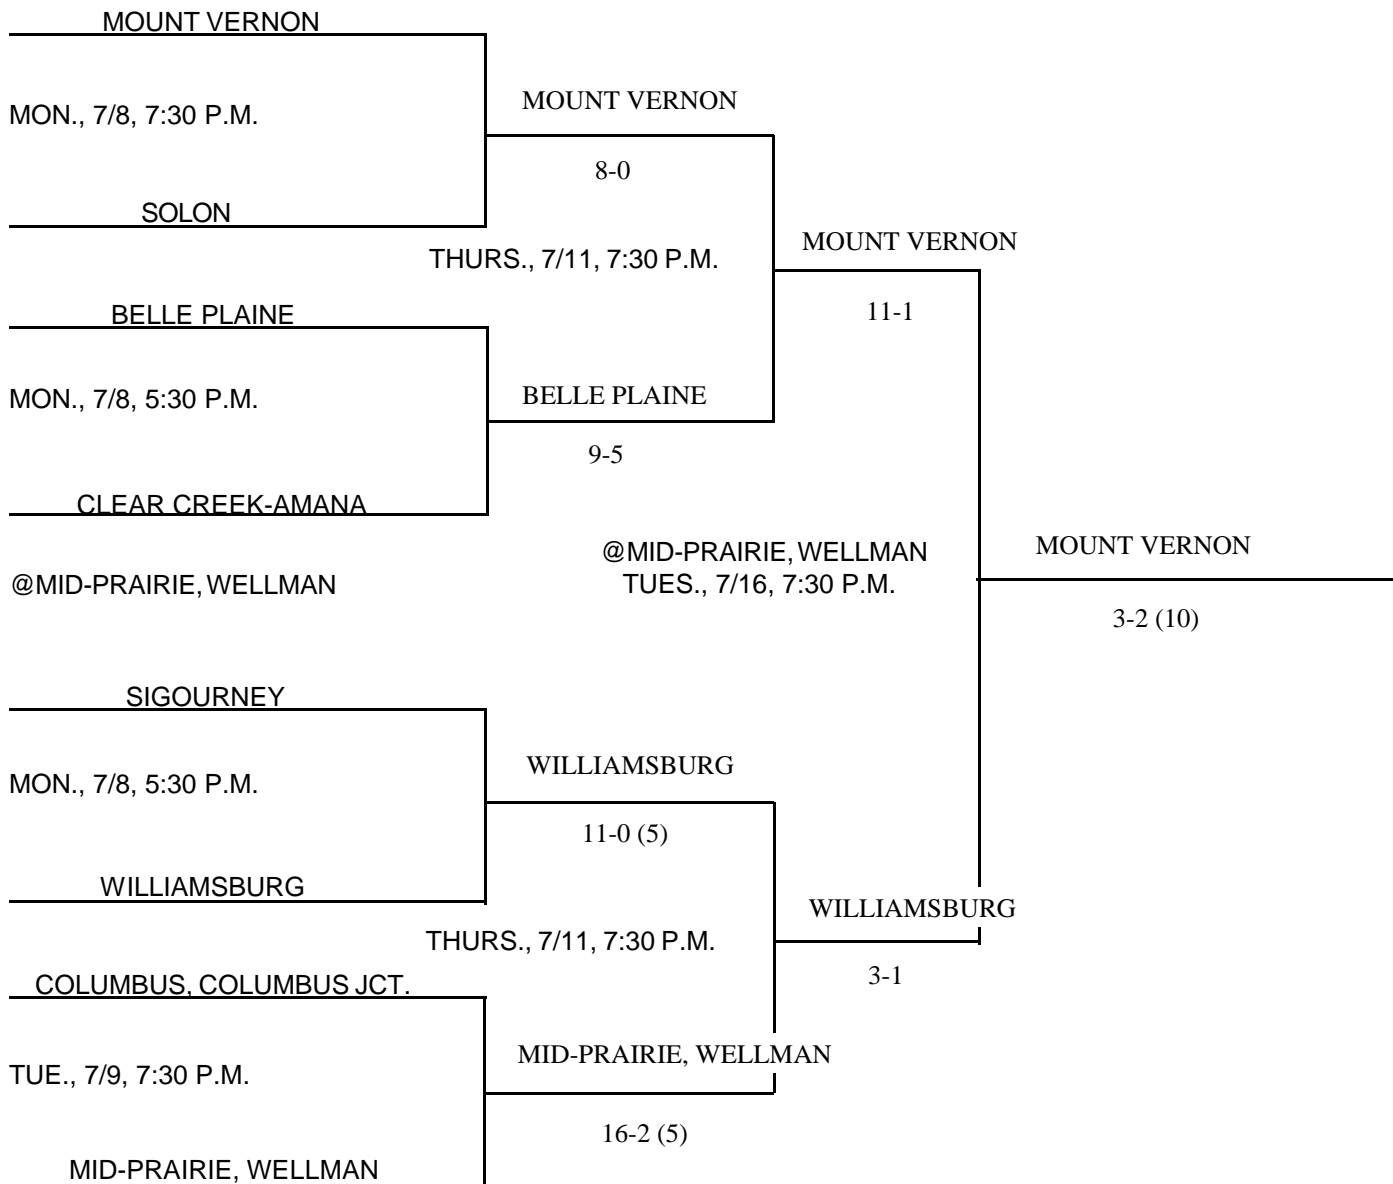 MOUNT VERNON
MOUNT VERNON
MON., 7/8, 7:30 P.M.
8-0
SOLON
MOUNT VERNON
THURS., 7/11, 7:30 P.M.
BELLE PLAINE
11-1
BELLE PLAINE
MON., 7/8, 5:30 P.M.
9-5
CLEAR CREEK-AMANA
@MID-PRAIRIE, WELLMAN
MOUNT VERNON
@MID-PRAIRIE, WELLMAN
TUES., 7/16, 7:30 P.M.
3-2 (10)
SIGOURNEY
WILLIAMSBURG
MON., 7/8, 5:30 P.M.
11-0 (5)
WILLIAMSBURG
WILLIAMSBURG
THURS., 7/11, 7:30 P.M.
3-1
COLUMBUS, COLUMBUS JCT.
MID-PRAIRIE, WELLMAN
TUE., 7/9, 7:30 P.M.
16-2 (5)
MID-PRAIRIE, WELLMAN